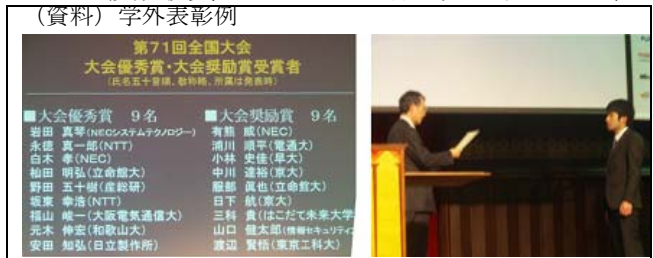 （資料）学外表彰例
第71回全国大会
大会優秀賞・大会奨励賞受賞者
（氏名五十音順、敬称略、所属は発表時）
■大会優秀賞　9名
岩田 真琴(NECシステムテクノロジー)
永徳 真一郎(NTT)
白木 孝(NEC)
杣田 明弘(立命館大)
野田 五十樹(産総研)
坂東 幸浩(NTT)
福山 峻一(大阪電気通信大)
元木 伸宏(和歌山大)
安田 知弘(日立製作所)
■大会奨励賞　9名
有熊 威(NEC)
浦川 順平(電通大)
小林 史佳(早大)
中川 達裕(京大)
服部 眞也(立命館大)
日下 航(京大)
三科 貴(はこだて未来大学
山口 健太郎(情報セキュリティ
渡辺 賢悟(東京工科大)